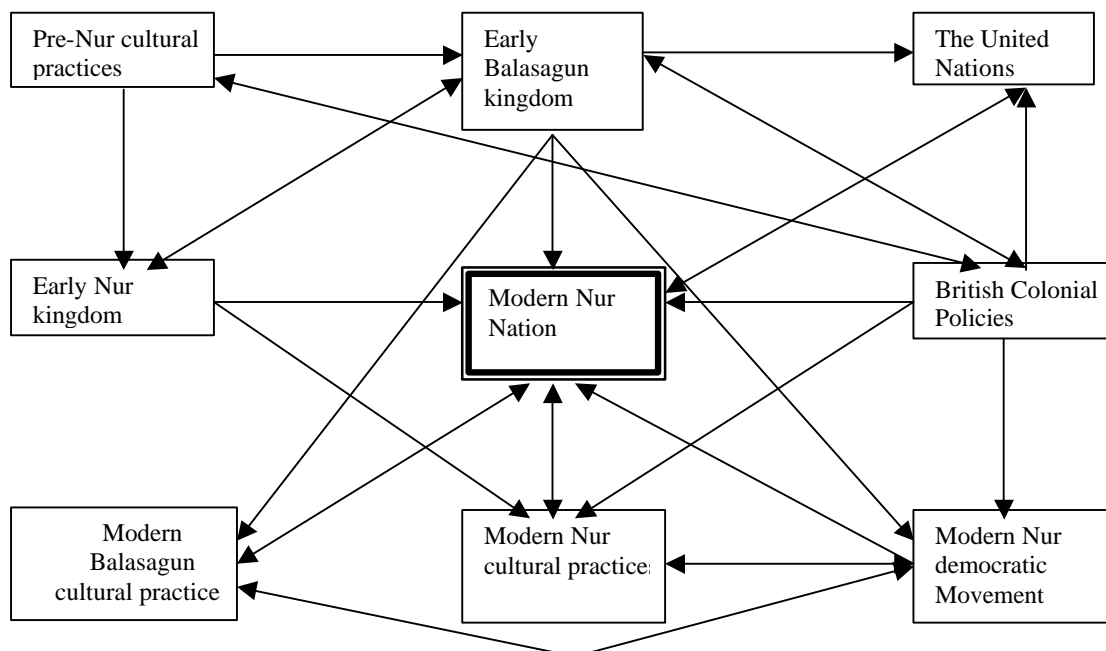 Pre-Nur cultural
practices
Early
Balasagun
kingdom
The United
Nations
Early Nur
kingdom
Modern Nur
Nation
British Colonial
Policies
Modern
Balasagun
cultural practice
Modern Nur
cultural practices
Modern Nur
democratic
Movement